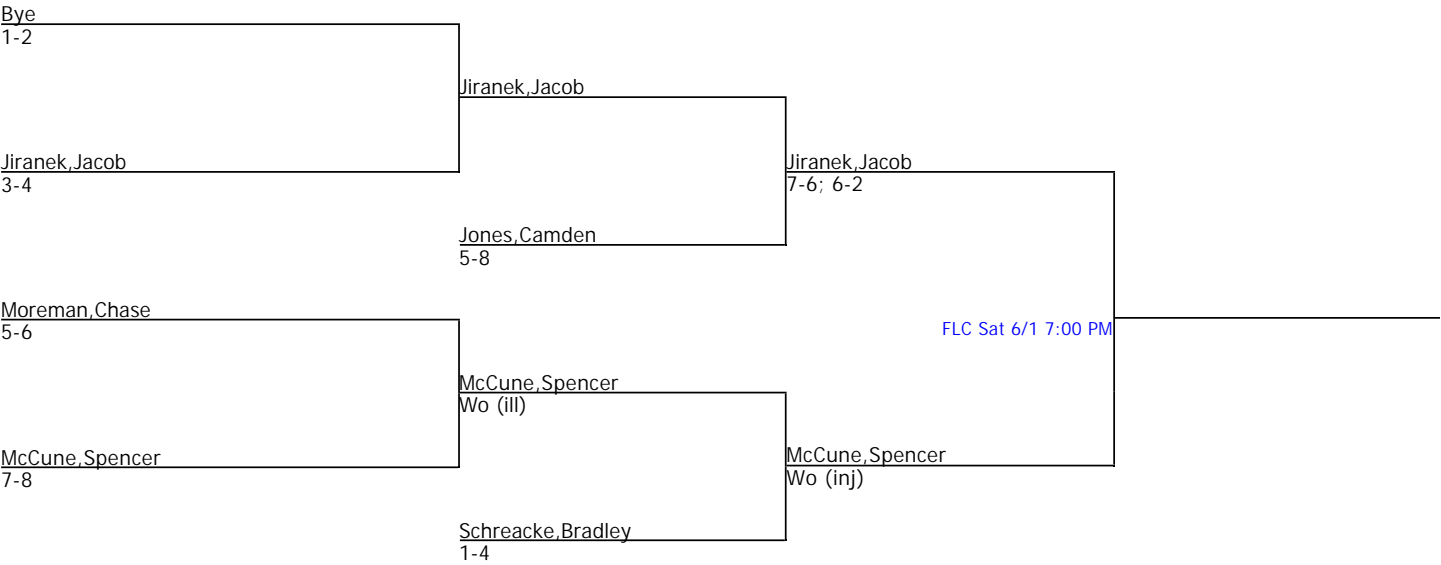 Bye
1-2
Jiranek,Jacob
Jiranek,Jacob
3-4
Jiranek,Jacob
7-6; 6-2
Jones,Camden
5-8
Moreman,Chase
5-6
FLC Sat 6/1 7:00 PM
McCune,Spencer
Wo (ill)
McCune,Spencer
7-8
McCune,Spencer
Wo (inj)
Schreacke,Bradley
1-4